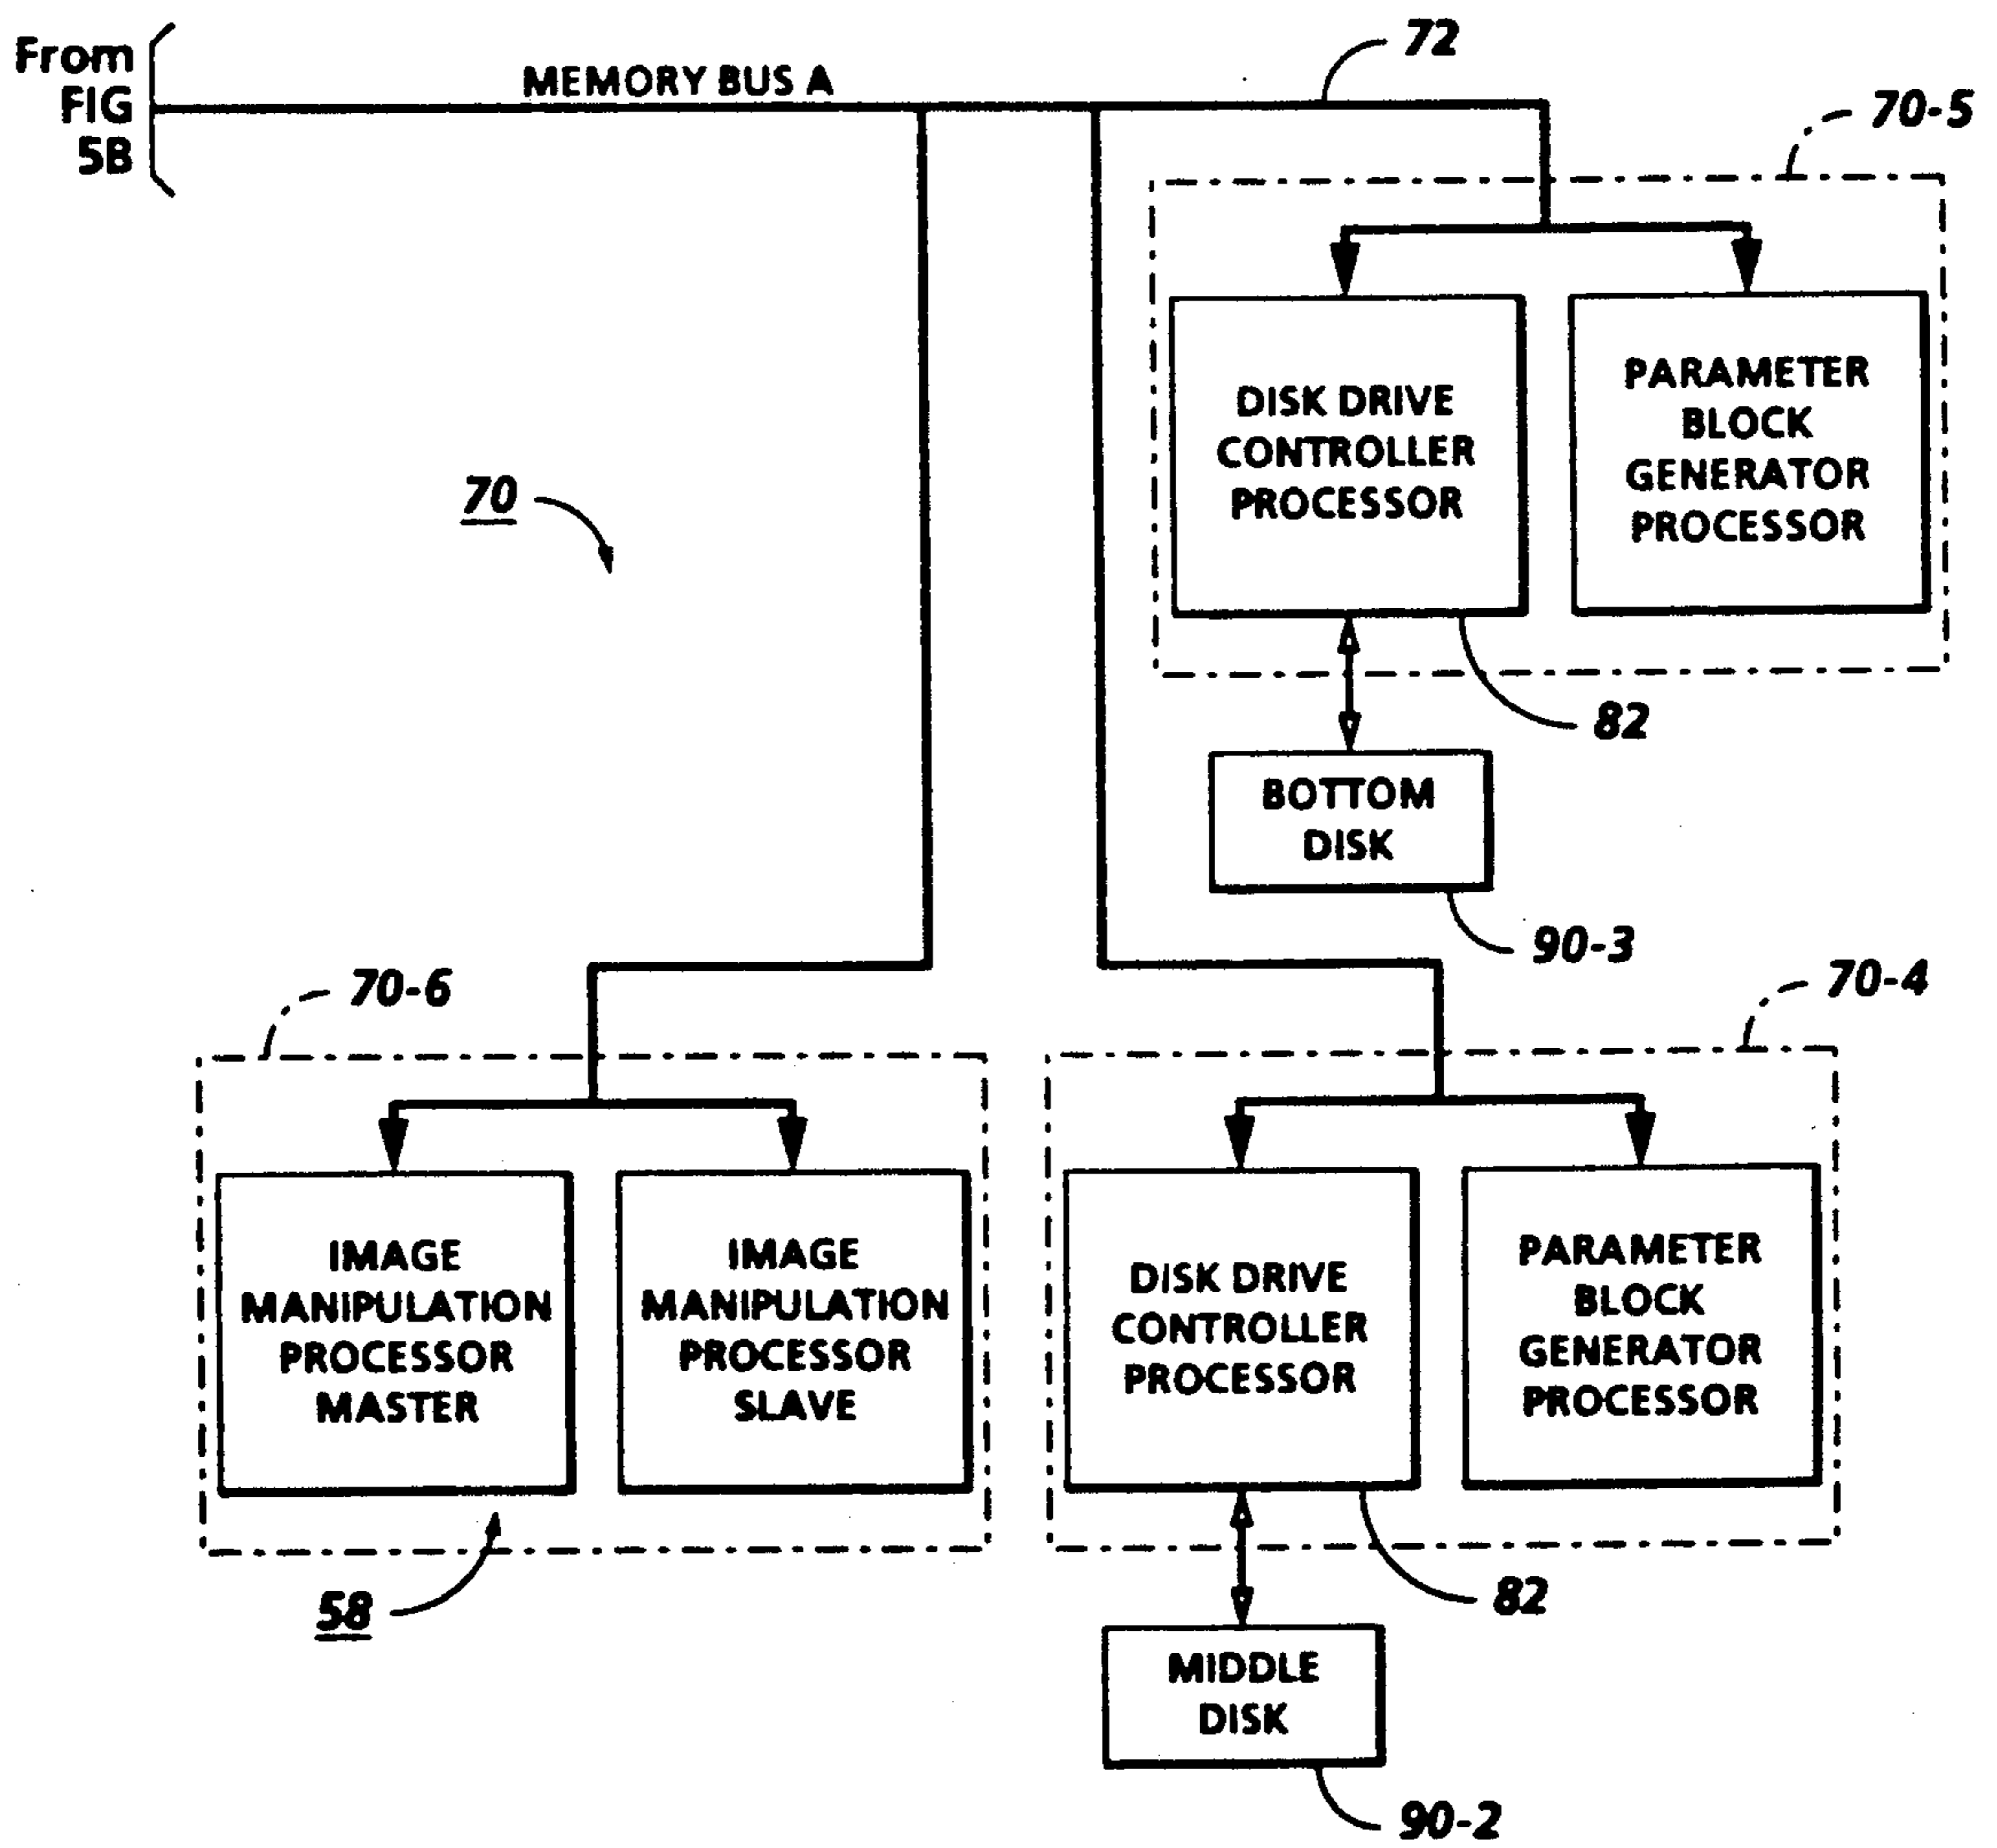 From
FIG
5B
MEMORY BUS A
72
70-5
DISK DRIVE
CONTROLLER
PROCESSOR
PARAMETER
BLOCK
GENERATOR
PROCESSOR
70
82
BOTTOM
DISK
90-3
70-6
70-4
IMAGE
MANIPULATION
PROCESSOR
MASTER
IMAGE
MANIPULATION
PROCESSOR
SLAVE
DISK DRIVE
CONTROLLER
PROCESSOR
PARAMETER
BLOCK
GENERATOR
PROCESSOR
58
82
MIDDLE
DISK
90-2